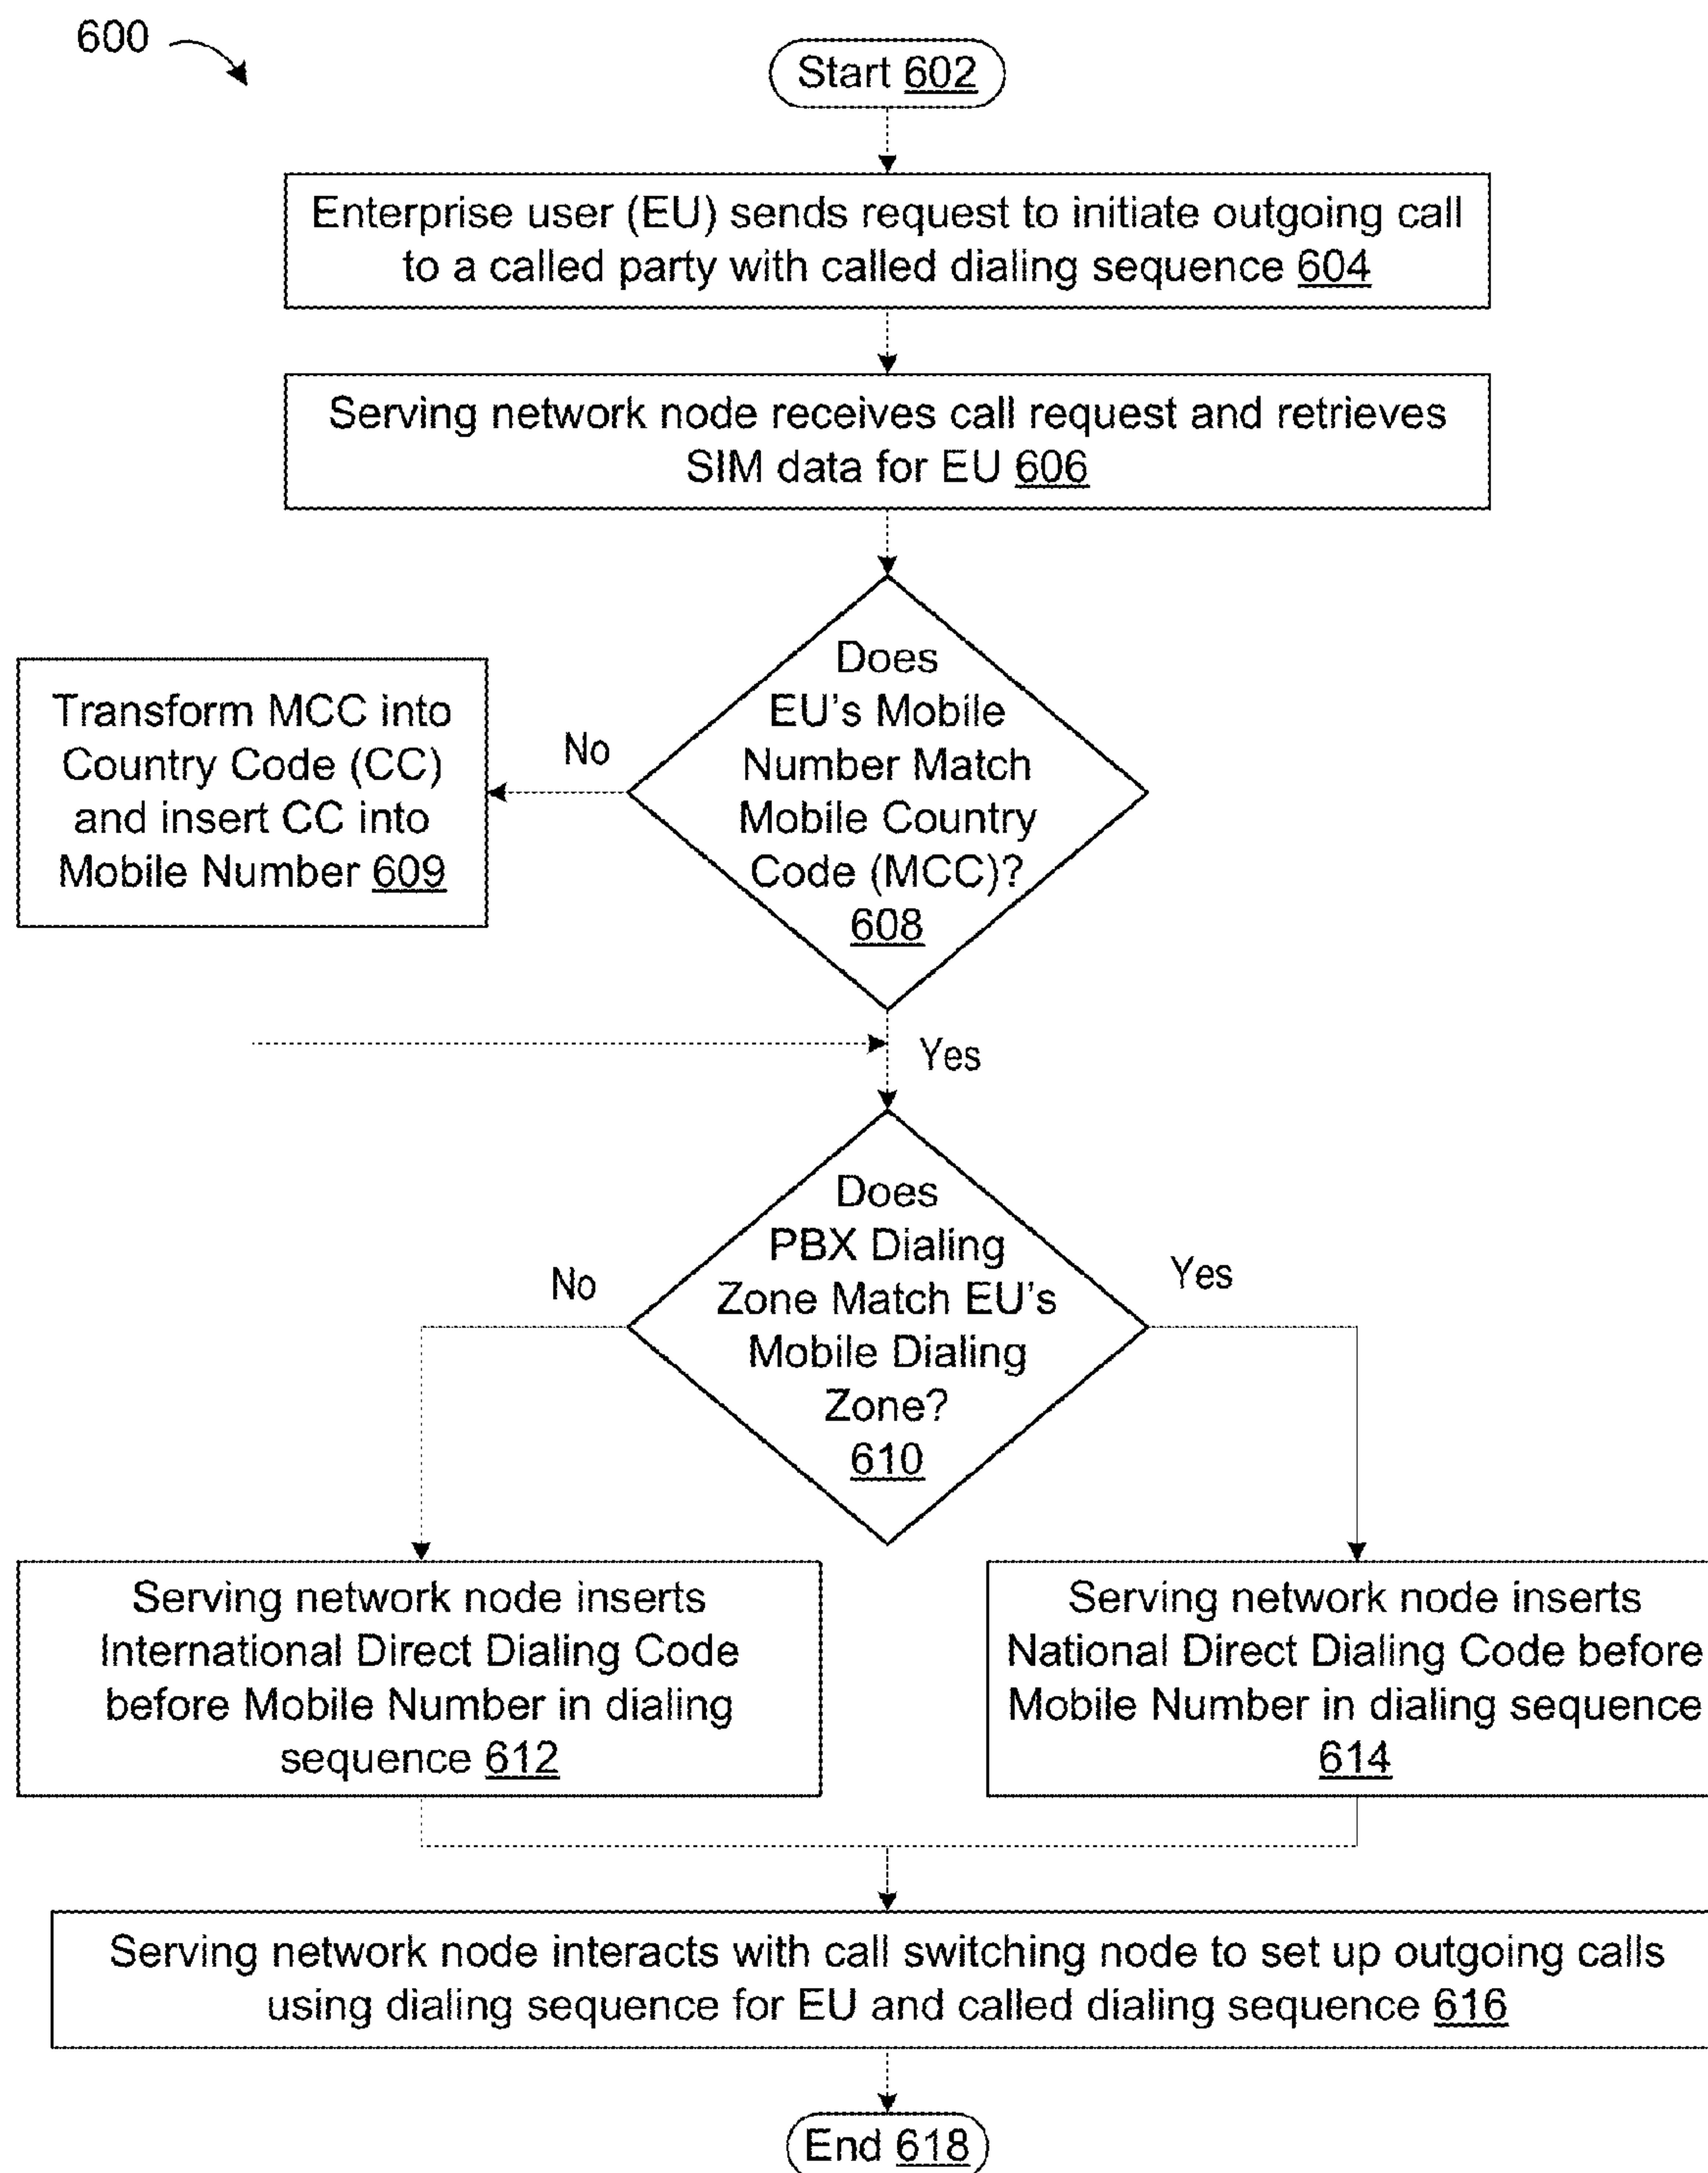 600
Start 602
Enterprise user (EU) sends request to initiate outgoing call
to a called party with called dialing sequence 604
Serving network node receives call request and retrieves
SIM data for EU 606
Does
EU's Mobile
Number Match
Mobile Country
Code (MCC)?
608
No
Transform MCC into
Country Code (CC)
and insert CC into
Mobile Number 609
Yes
Does
PBX Dialing
Zone Match EU's
Mobile Dialing
Zone?
610
No
Yes
Serving network node inserts
International Direct Dialing Code
before Mobile Number in dialing
sequence 612
Serving network node inserts
National Direct Dialing Code before
Mobile Number in dialing sequence
614
Serving network node interacts with call switching node to set up outgoing calls
using dialing sequence for EU and called dialing sequence 616
End 618